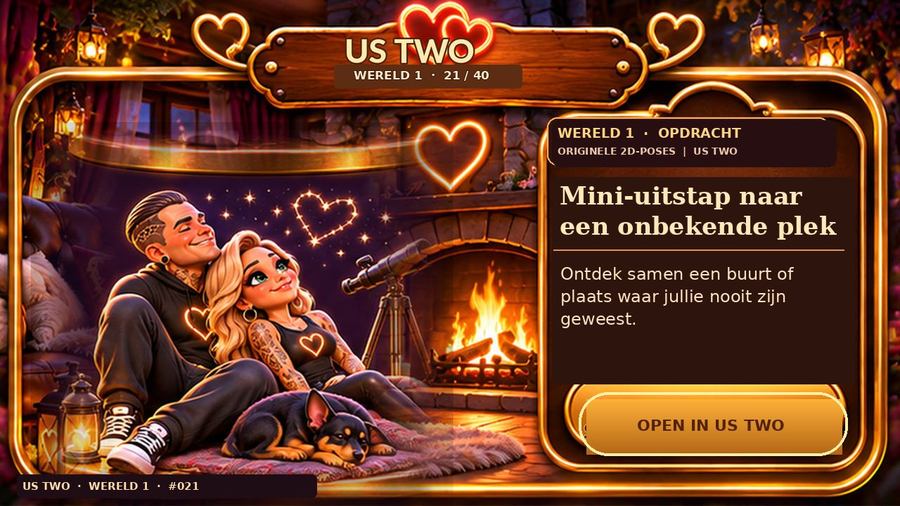 US TWO
WERELD 1 · 21 / 40
WERELD 1 · OPDRACHT
ORIGINELE 2D-POSES | US TWO
Mini-uitstap naar
een onbekende plek
Ontdek samen een buurt of
plaats waar jullie nooit zijn
geweest.
OPEN IN US TWO
US TWO · WERELD 1 · #021